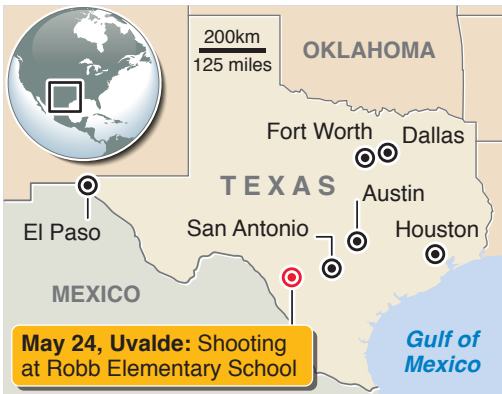 200km
125 miles
OKLAHOMA
Fort Worth
Dallas
TEXAS
Austin
San Antonio
Houston
El Paso
MEXICO
May 24, Uvalde: Shooting
at Robb Elementary School
Gulf of
Mexico